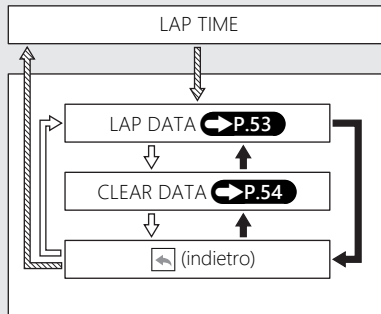 LAP TIME
LAP DATA P.53
CLEAR DATA P.54
(indietro)